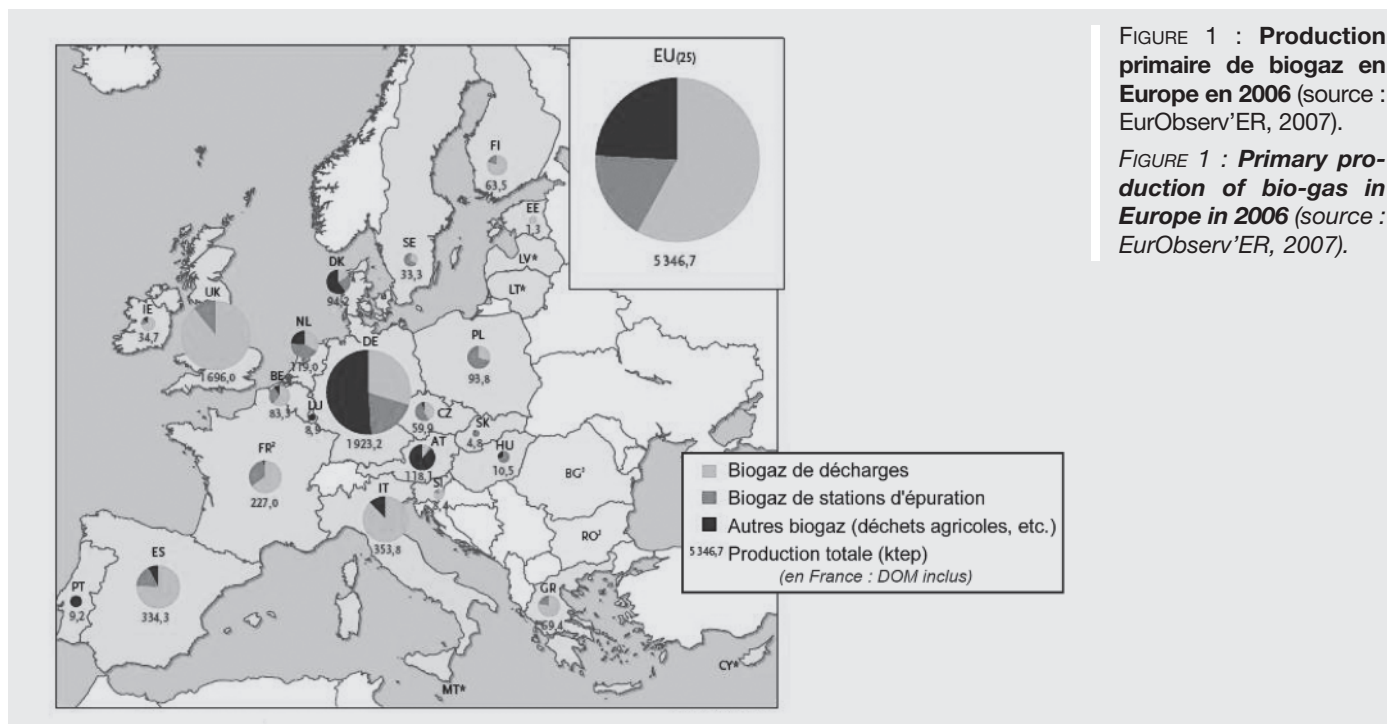 EU(25)
5 346,7
FI
63,5
EE
1,3
SE
33,3
LV*
LT*
DK
94,2
UK
1 696,0
IE
34,7
NL
119,0
DE
1 923,2
PL
93,8
BE
83,3
LU
8,9
CZ
59,9
SK
4,8
FR²
227,0
AT
118,1
HU
10,5
SI
IT
353,8
BG
RO
ES
334,3
PT
9,2
GR
69,4
CY*
MT*
Biogaz de décharges
Biogaz de stations d'épuration
Autres biogaz (déchets agricoles, etc.)
5 346,7 Production totale (ktep)
(en France : DOM inclus)
FIGURE 1 : Production
primaire de biogaz en
Europe en 2006 (source :
EurObserv'ER, 2007).
FIGURE 1 : Primary pro-
duction of bio-gas in
Europe in 2006 (source :
EurObserv'ER, 2007).